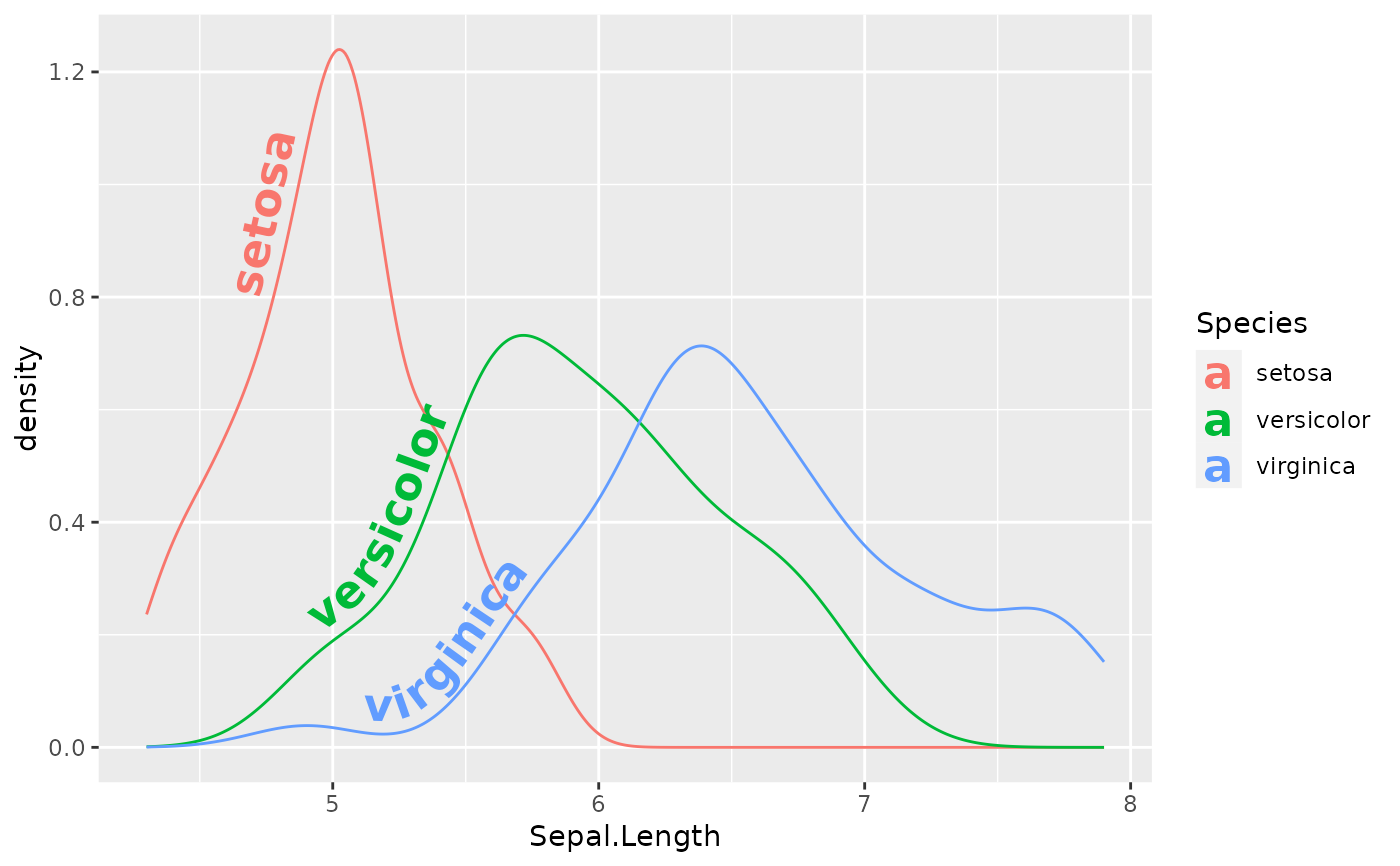 1.2
0.8
0.4
0.0
density
setosa
versicolor
virginica
5
6
7
8
Sepal.Length
Species
a setosa
a versicolor
a virginica